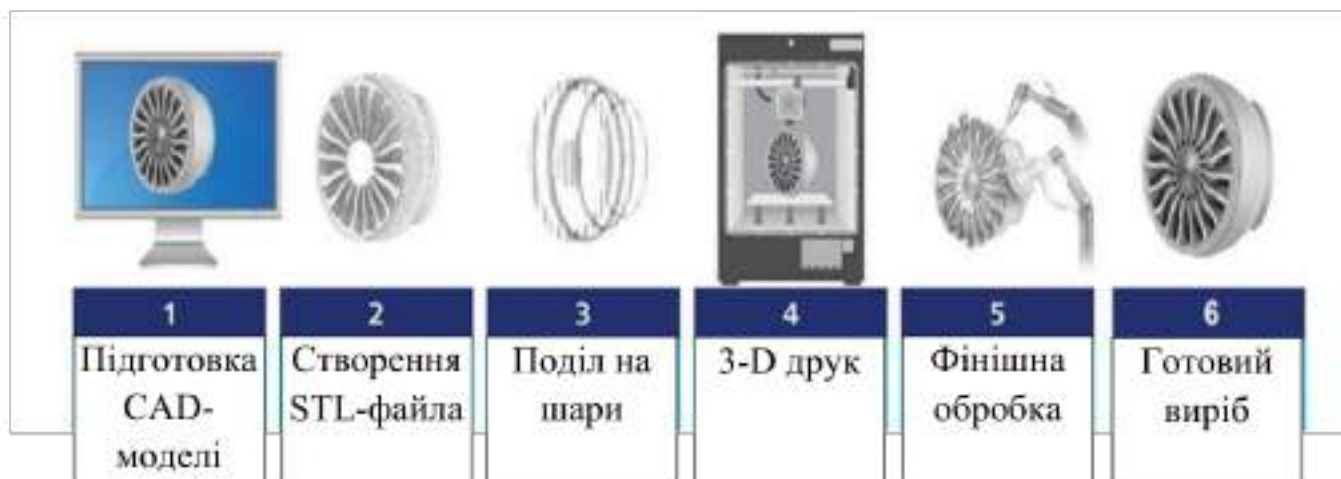 1
Підготовка
CAD-
моделі
2
Створення
STL-файла
3
Поділ на
шари
4
3-D друк
5
Фінішна
обробка
6
Готовий
виріб